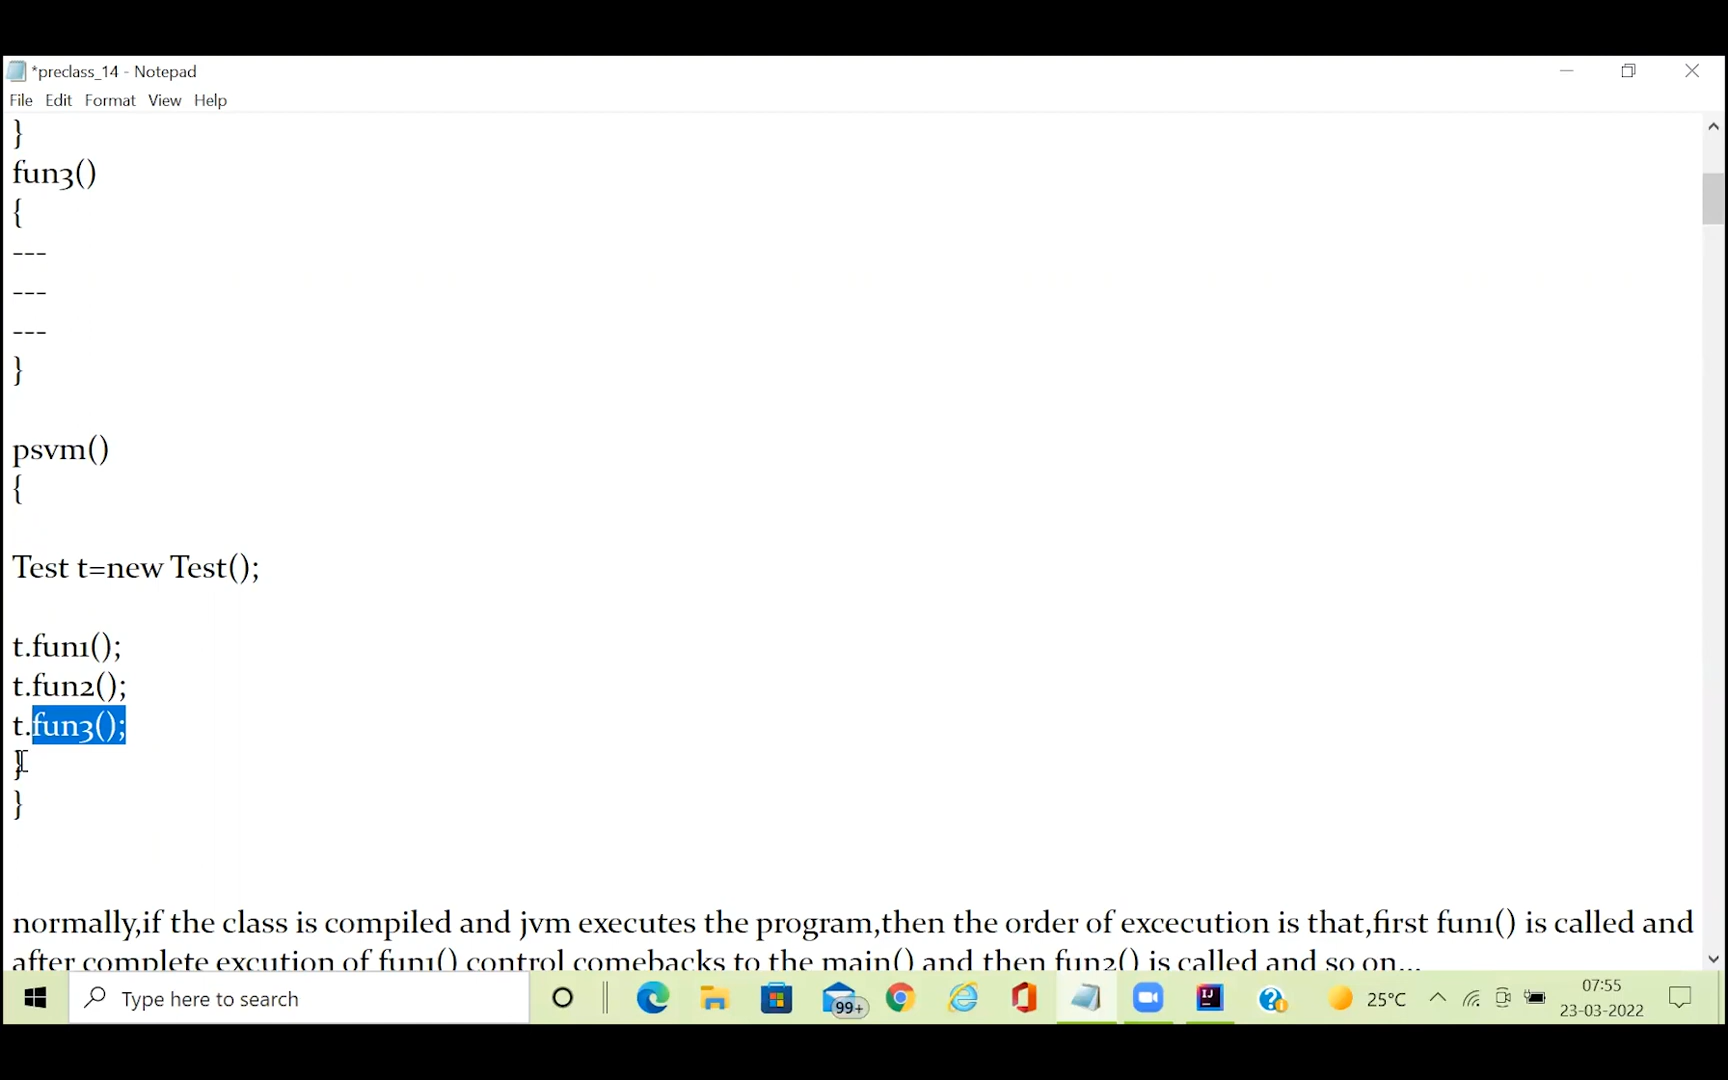 *preclass_14 - Notepad
File Edit Format View Help
}
fun3()
{
---
---
---
}
psvm()
{
Test t=new Test();
t.fun1();
t.fun2();
t.fun3();
}
}
normally,if the class is compiled and jvm executes the program,then the order of excecution is that,first fun1() is called and
after complete excution of fun1() control comebacks to the main() and then fun2() is called and so on...
Type here to search
99+
25°C
07:55
23-03-2022